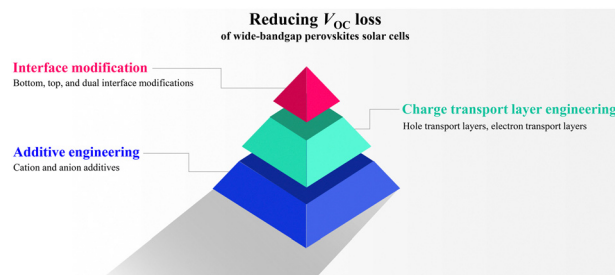 Reducing VOC loss
of wide-bandgap perovskites solar cells
Interface modification
Bottom, top, and dual interface modifications
Charge transport layer engineering
Hole transport layers, electron transport layers
Additive engineering
Cation and anion additives